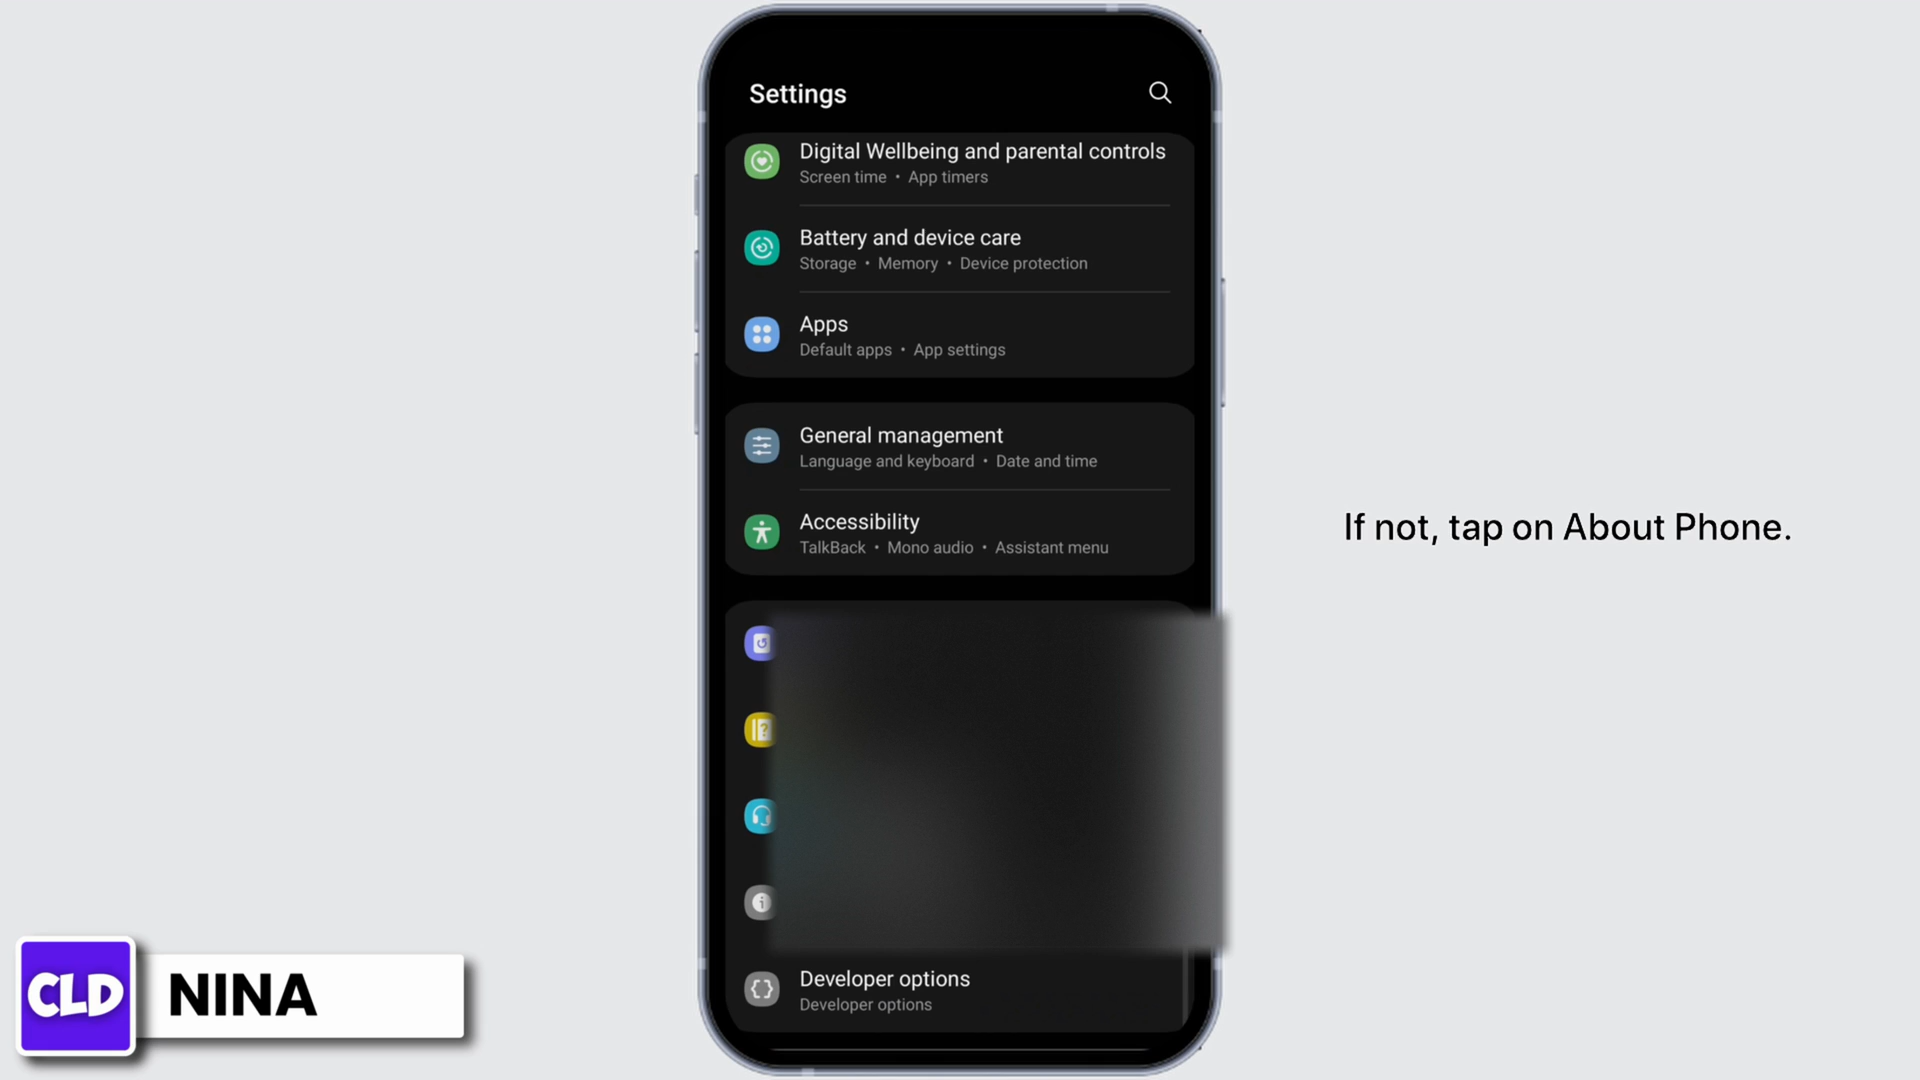 Settings
Digital Wellbeing and parental controls
Screen time • App timers
Battery and device care
Storage • Memory • Device protection
Apps
Default apps • App settings
General management
Language and keyboard • Date and time
Accessibility
TalkBack • Mono audio • Assistant menu
If not, tap on About Phone.
Developer options
Developer options
CLD
NINA